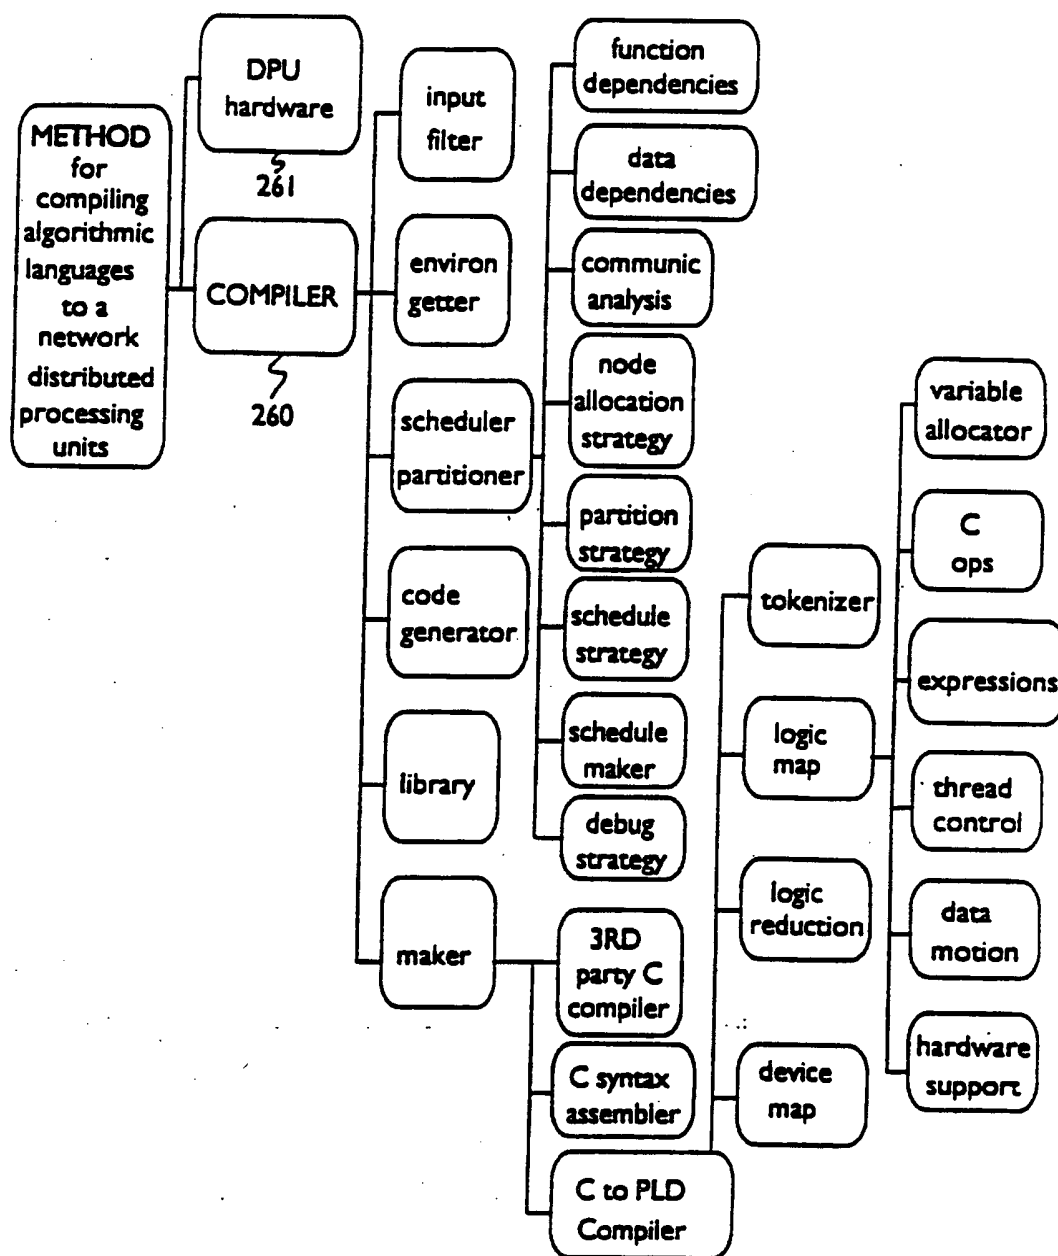 METHOD
for
compiling
algorithmic
languages
to a
network
distributed
processing
units
DPU
hardware
261
COMPILER
260
input
filter
environ
getter
scheduler
partitioner
code
generator
library
maker
function
dependencies
data
dependencies
communic
analysis
node
allocation
strategy
partition
strategy
schedule
strategy
schedule
maker
debug
strategy
3RD
party C
compiler
C syntax
assembler
C to PLD
Compiler
tokenizer
logic
map
logic
reduction
device
map
variable
allocator
C
ops
expressions
thread
control
data
motion
hardware
support